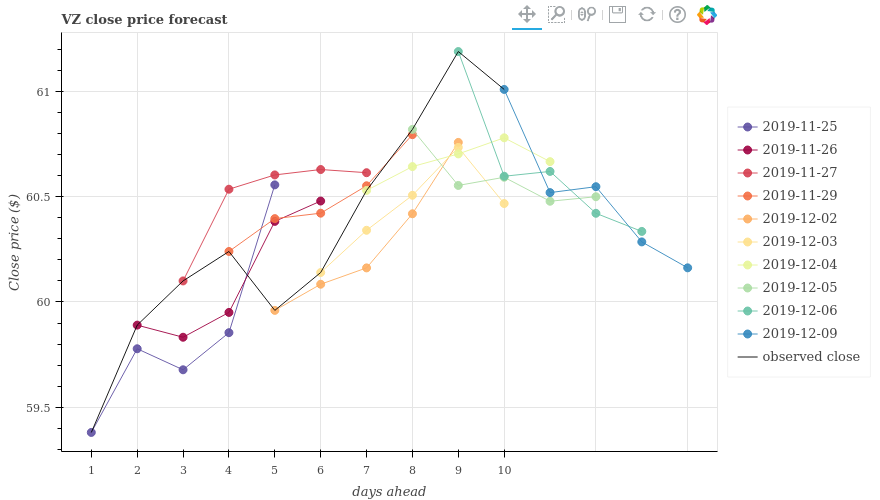 VZ close price forecast
61
60.5
60
59.5
Close price ($)
1 2 3 4 5 6 7 8 9 10
days ahead
2019-11-25
2019-11-26
2019-11-27
2019-11-29
2019-12-02
2019-12-03
2019-12-04
2019-12-05
2019-12-06
2019-12-09
observed close